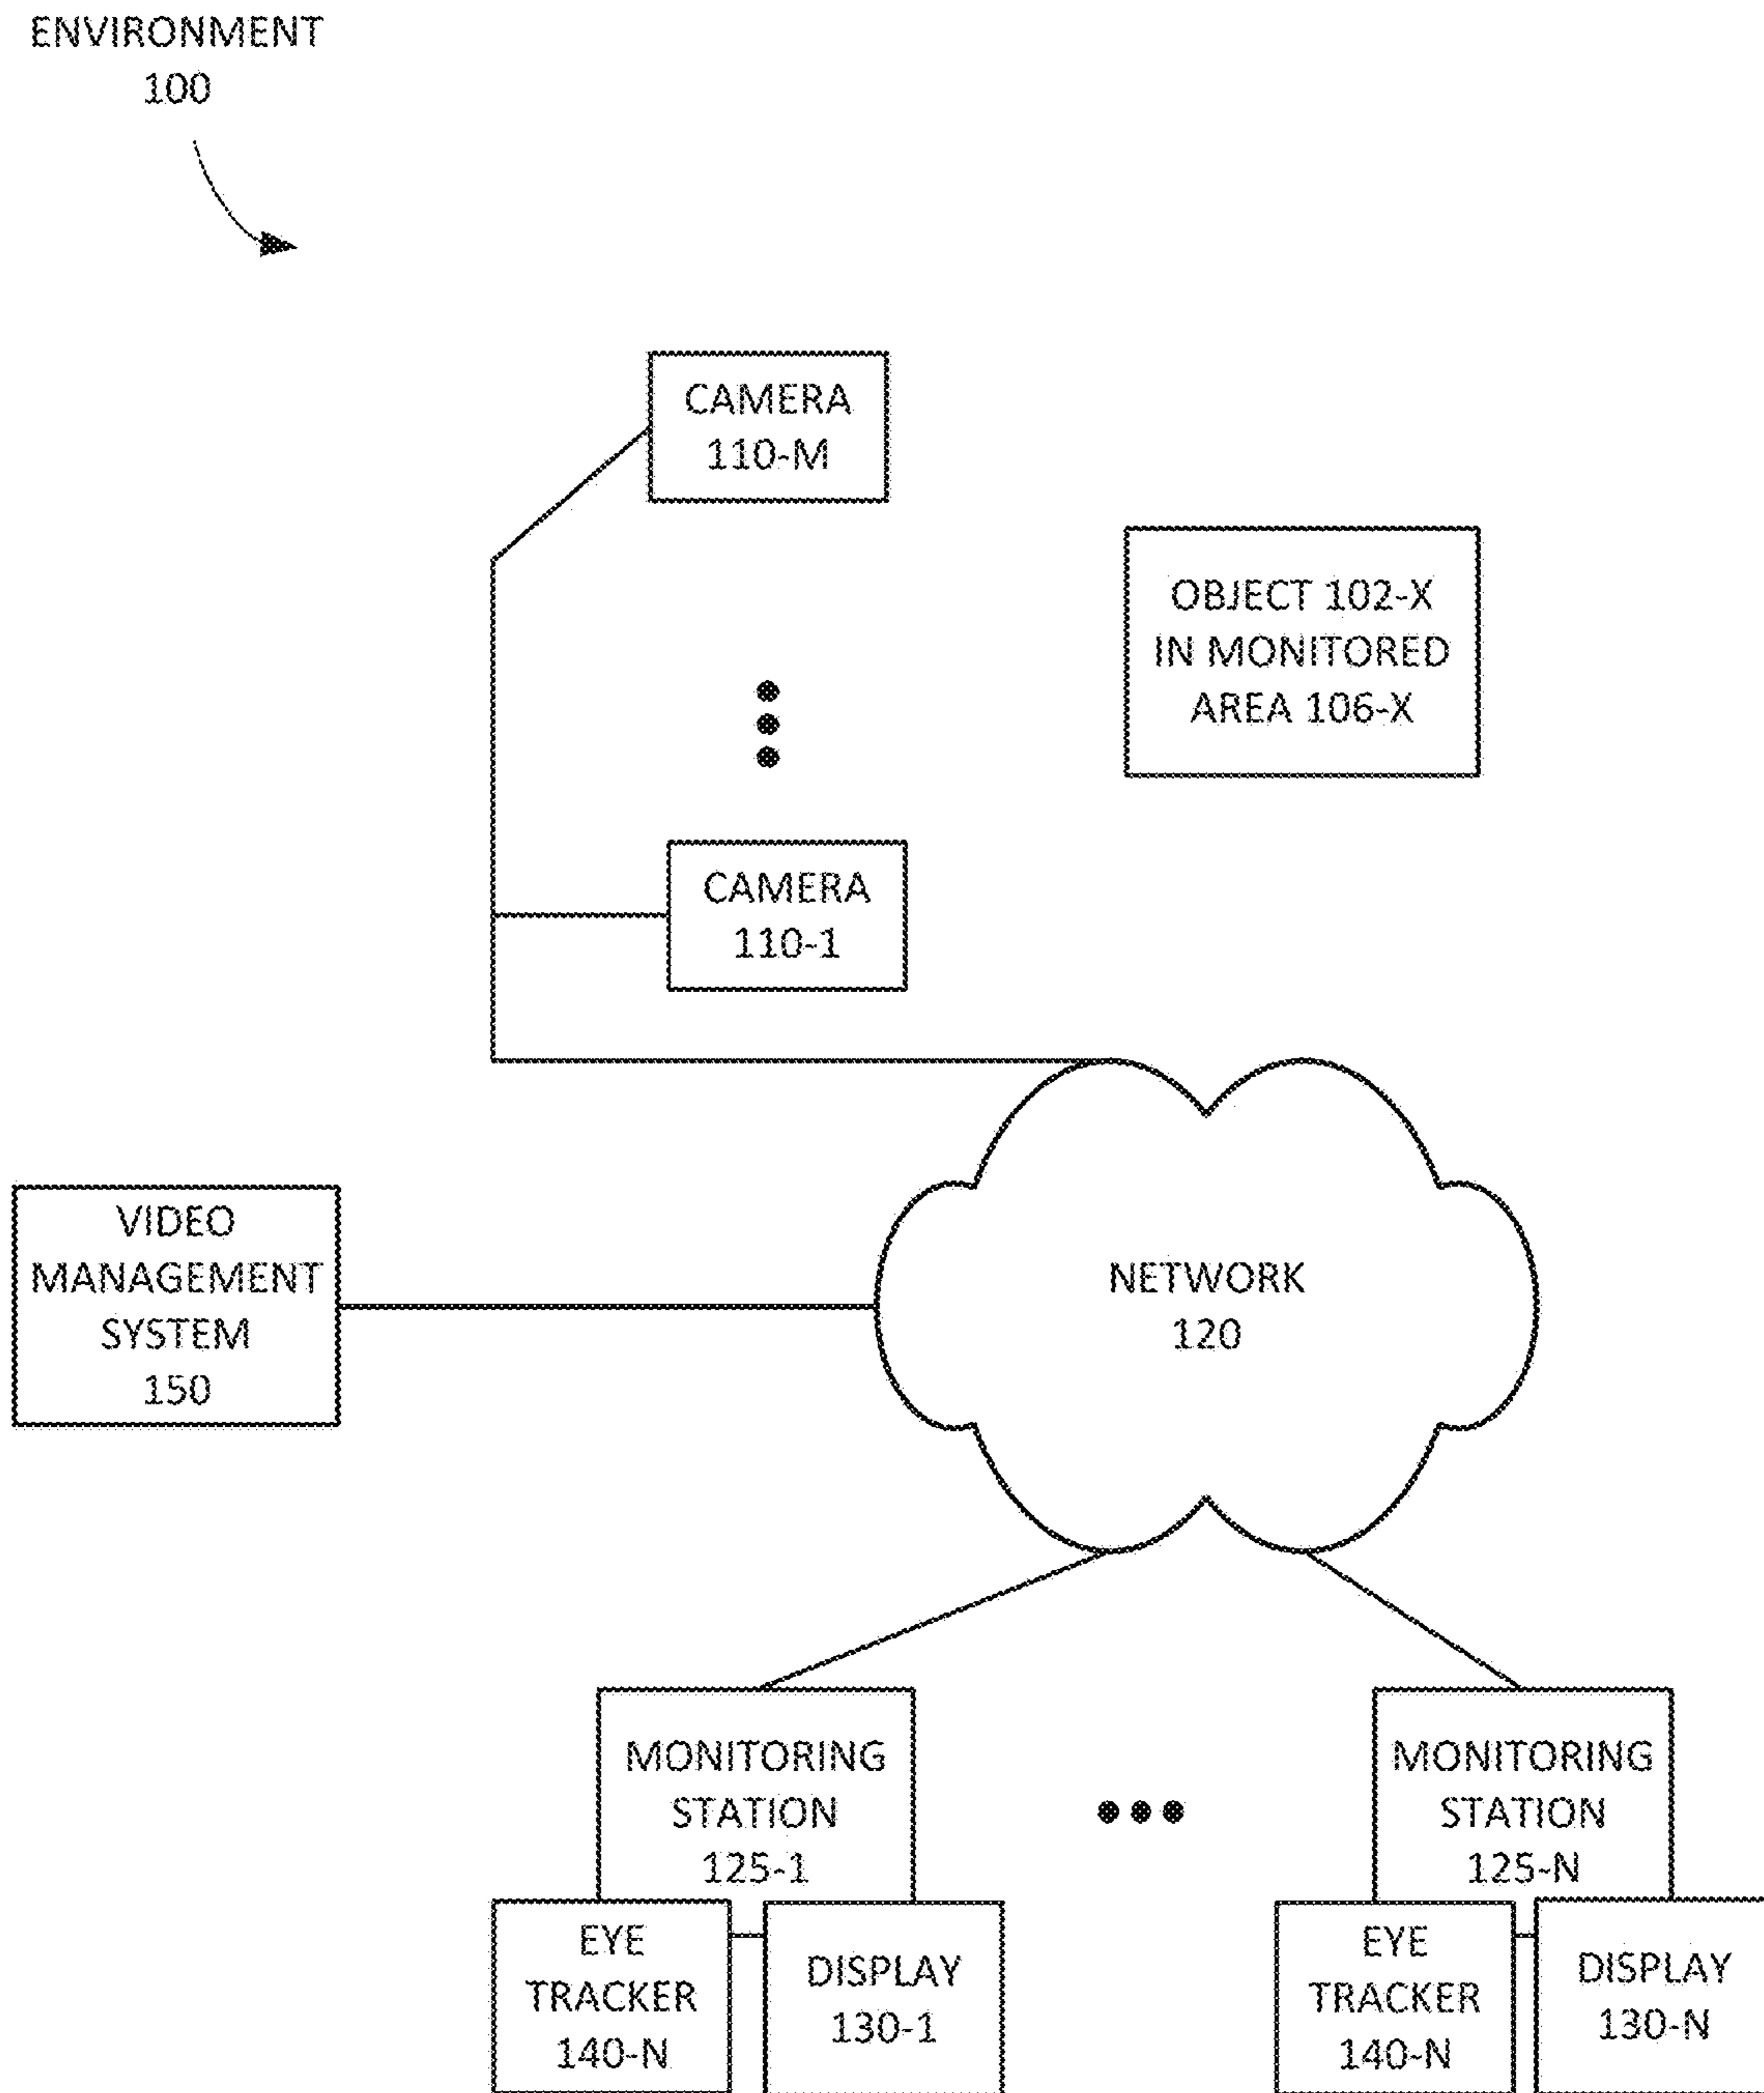 ENVIRONMENT
100
CAMERA
110-M
OBJECT 102-X
IN MONITORED
AREA 106-X
CAMERA
110-1
VIDEO
MANAGEMENT
SYSTEM
150
NETWORK
120
MONITORING
STATION
125-1
EYE
TRACKER
140-N
DISPLAY
130-1
MONITORING
STATION
125-N
EYE
TRACKER
140-N
DISPLAY
130-N